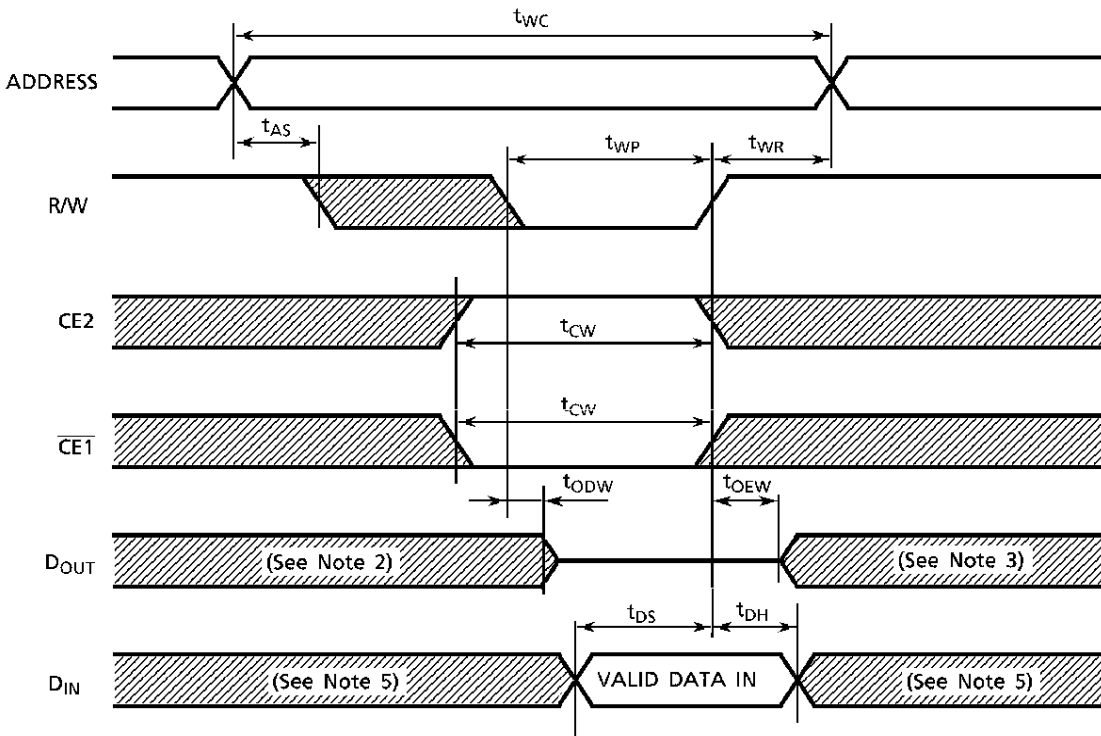 tWC
ADDRESS
tAS
tWP
tWR
R/W
CE2
tCW
tCW
CE1
tODW
tOEW
DOUT
(See Note 2)
(See Note 3)
tDS
tDH
DIN
(See Note 5)
VALID DATA IN
(See Note 5)